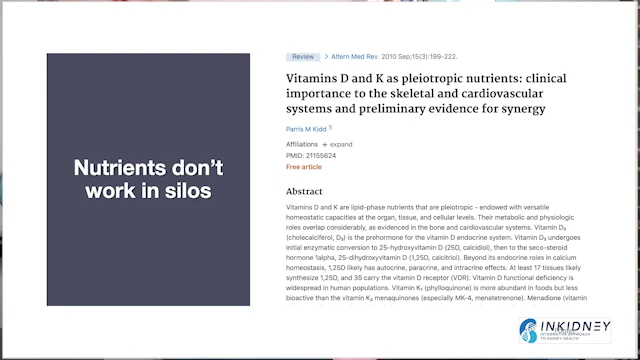 Nutrients don't
work in silos
Review > Altern Med Rev. 2010 Sep;15(3):199-222.
Vitamins D and K as pleiotropic nutrients: clinical
importance to the skeletal and cardiovascular
systems and preliminary evidence for synergy
Parris M Kidd 1
Affiliations + expand
PMID: 21155624
Free article
Abstract
Vitamins D and K are lipid-phase nutrients that are pleiotropic - endowed with versatile
homeostatic capacities at the organ, tissue, and cellular levels. Their metabolic and physiologic
roles overlap considerably, as evidenced in the bone and cardiovascular systems. Vitamin D₃
(cholecalciferol, D₃) is the prehormone for the vitamin D endocrine system. Vitamin D₃ undergoes
initial enzymatic conversion to 25-hydroxyvitamin D (25D, calcidiol), then to the seco-steroid
hormone 1alpha, 25-dihydroxyvitamin D (1,25D, calcitriol). Beyond its endocrine roles in calcium
homeostasis, 1,25D likely has autocrine, paracrine, and intracrine effects. At least 17 tissues likely
synthesize 1,25D, and 35 carry the vitamin D receptor (VDR). Vitamin D functional deficiency is
widespread in human populations. Vitamin K₁ (phylloquinone) is more abundant in foods but less
bioactive than the vitamin K₂ menaquinones (especially MK-4, menatetrenone). Menadione (vitamin
INKIDNEY
INTEGRATIVE APPROACH
TO KIDNEY HEALTH